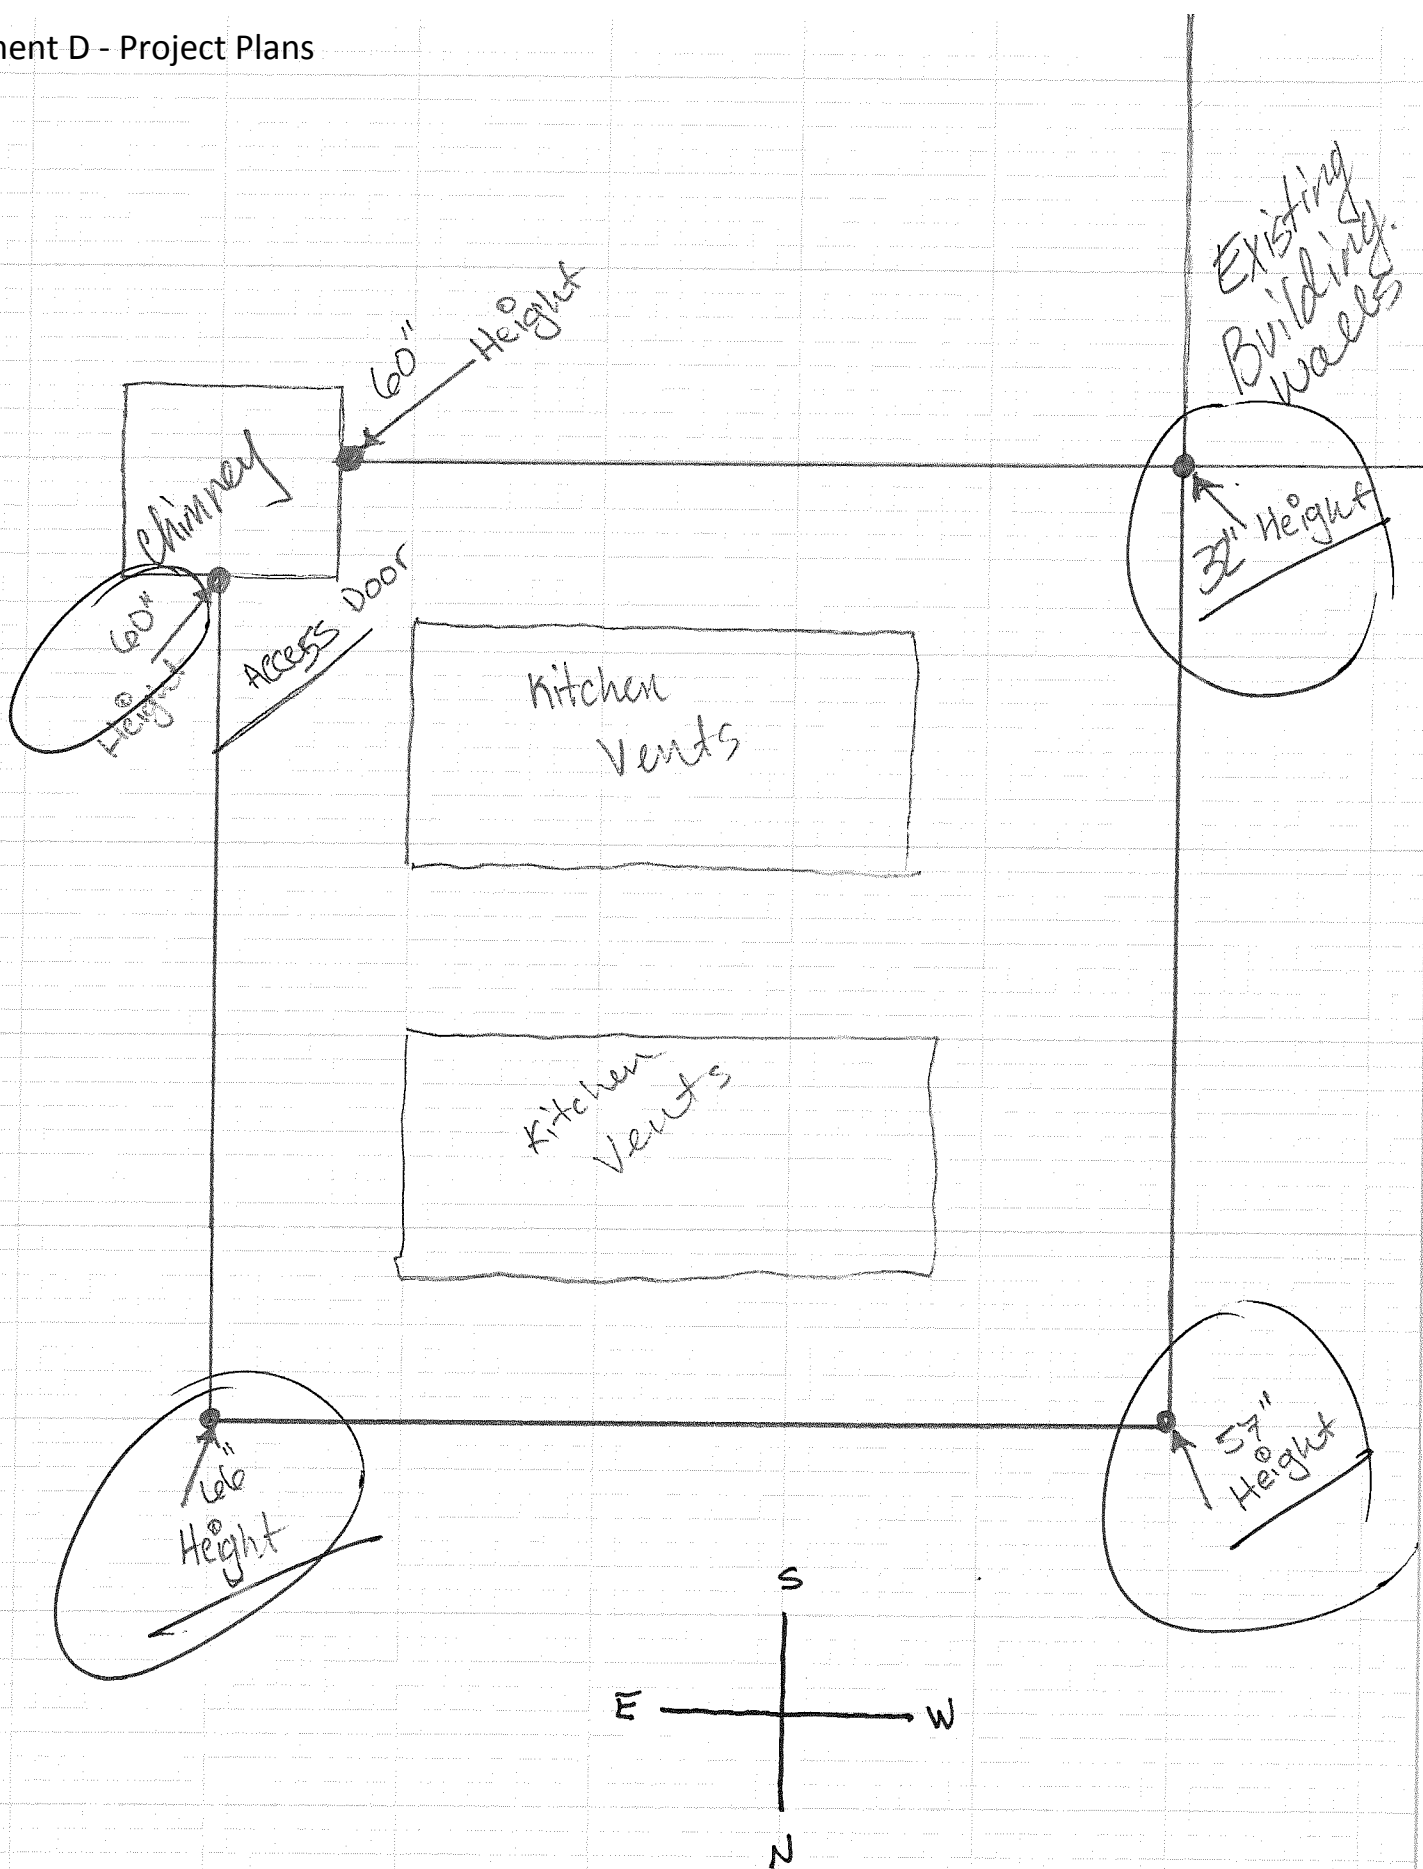 ment D - Project Plans
Existing
Building
walls
60"
Height
Chimney
32" Height
60"
Height
Access Door
Kitchen
Vents
Kitchen
Vents
66"
Height
57"
Height
S
E
W
N